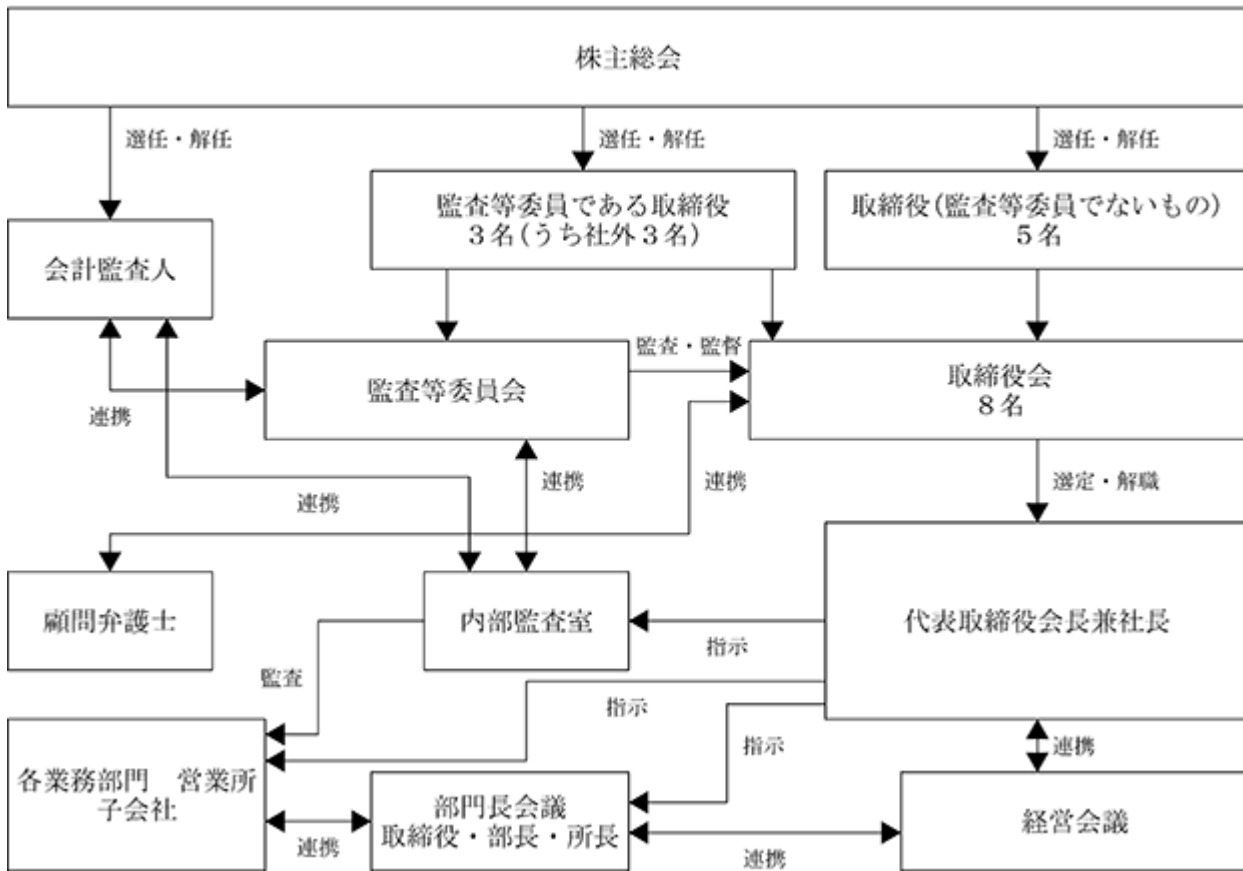 株主総会
選任・解任
選任・解任
選任・解任
監査等委員である取締役
３名(うち社外３名)
取締役(監査等委員でないもの)
５名
会計監査人
監査・監督
監査等委員会
取締役会
８名
連携
連携
連携
連携
選定・解職
顧問弁護士
内部監査室
代表取締役会長兼社長
指示
監査
指示
指示
連携
各業務部門　営業所
子会社
部門長会議
取締役・部長・所長
経営会議
連携
連携